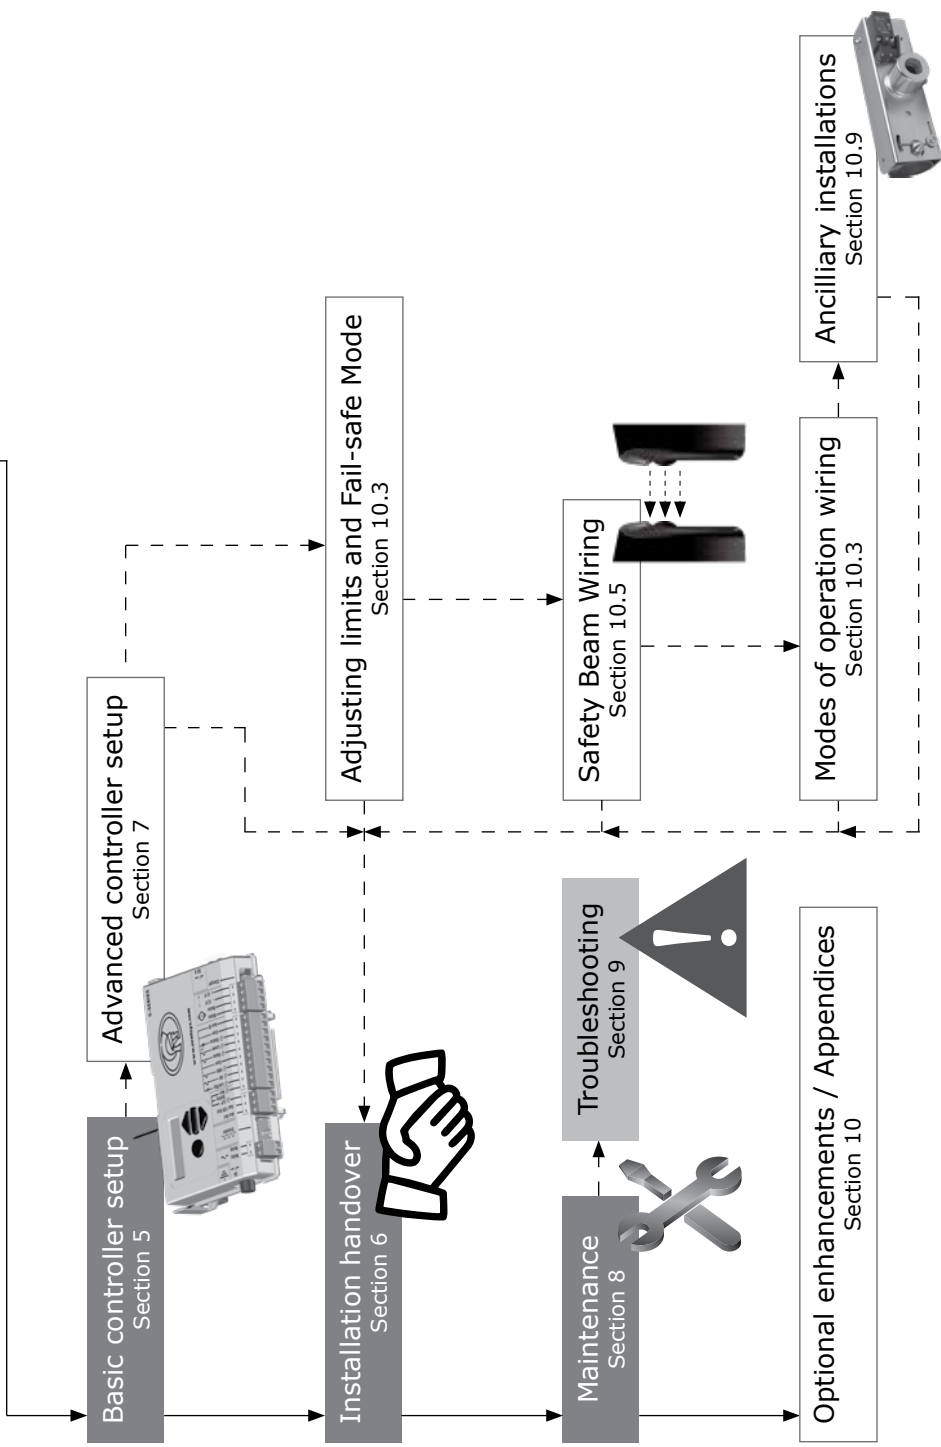 Basic controller setup
Section 5
Advanced controller setup
Section 7
Installation handover
Section 6
Adjusting limits and Fail-safe Mode
Section 10.3
Maintenance
Section 8
Troubleshooting
Section 9
Safety Beam Wiring
Section 10.5
Optional enhancements / Appendices
Section 10
Modes of operation wiring
Section 10.3
Ancilliary installations
Section 10.9